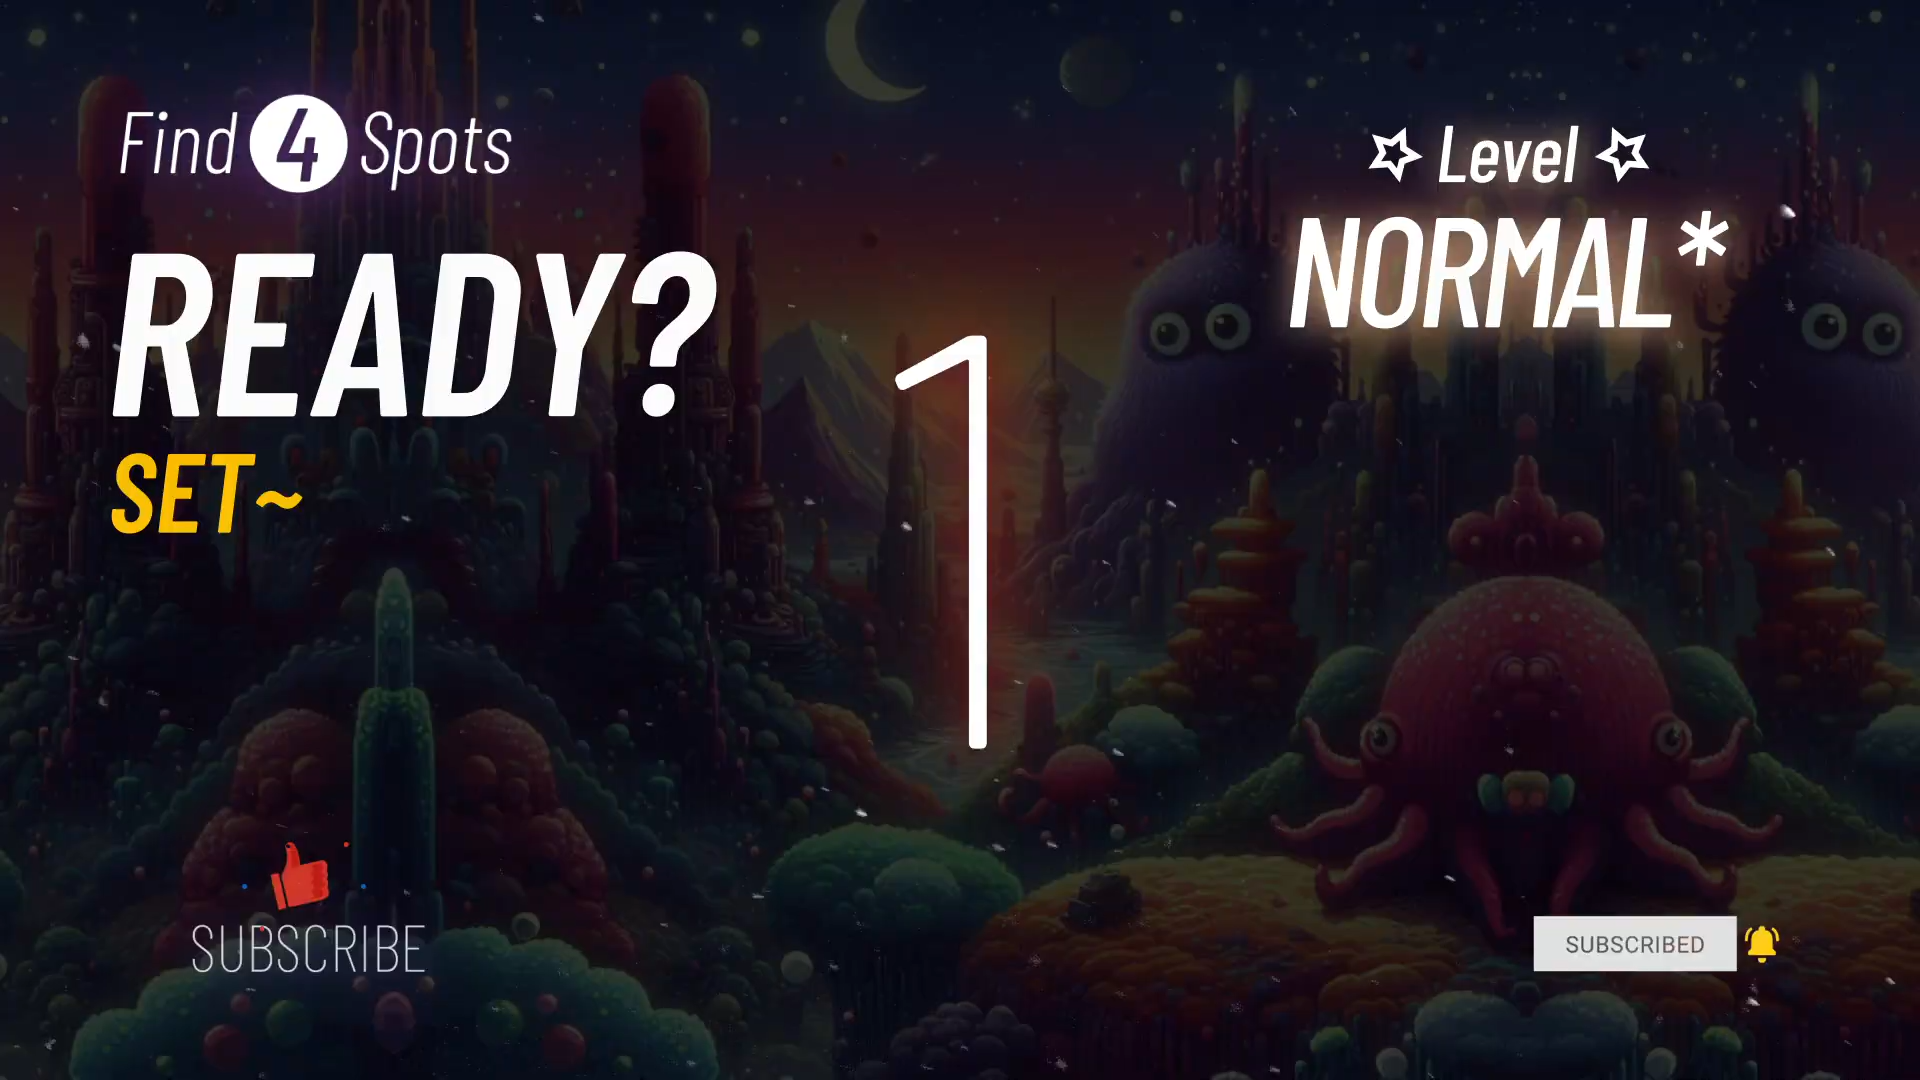 Find 4 Spots
READY?
SET~
1
Level
NORMAL*
SUBSCRIBE
SUBSCRIBED